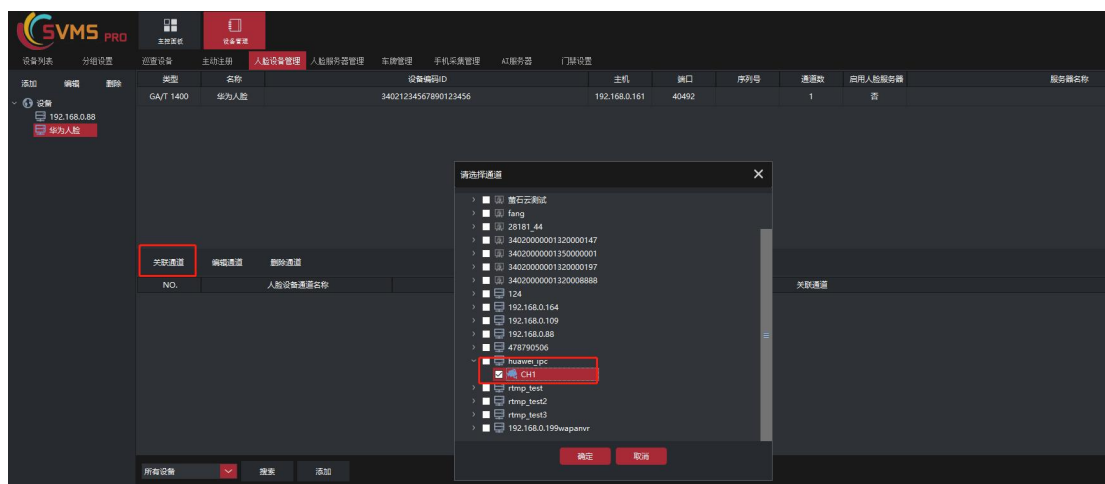 SVMS PRO
主控面板
设备管理
设备列表 分组设置 巡查设备 主动注册 人脸设备管理 人脸服务器管理 车牌管理 手机采集管理 AI服务器 门禁设置
添加 编辑 删除
类型 名称 设备编码ID 主机 端口 序列号 通道数 启用人脸服务器 服务器名称
GA/T 1400 华为人脸 34021234567890123456 192.168.0.161 40492 1 否
设备
192.168.0.88
华为人脸
关联通道 编辑通道 删除通道
NO. 人脸设备通道名称 关联通道
请选择通道
萤石云测试
fang
28181_44
34020000001320000147
34020000001350000001
34020000001320000197
34020000001320008888
124
192.168.0.164
192.168.0.109
192.168.0.88
478790506
huawei_ipc
CH1
rtmp_test
rtmp_test2
rtmp_test3
192.168.0.199wapanvr
确定 取消
所有设备 搜索 添加